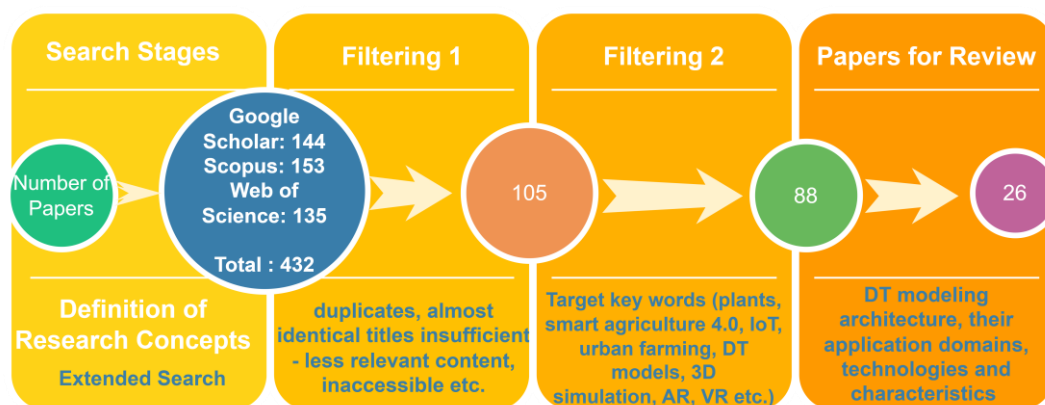 Search Stages
Filtering 1
Filtering 2
Papers for Review
Number of
Papers
Google
Scholar: 144
Scopus: 153
Web of
Science: 135
Total : 432
105
88
26
Definition of
Research Concepts
Extended Search
duplicates, almost
identical titles insufficient
- less relevant content,
inaccessible etc.
Target key words (plants,
smart agriculture 4.0, IoT,
urban farming, DT
models, 3D
simulation, AR, VR etc.)
DT modeling
architecture, their
application domains,
technologies and
characteristics